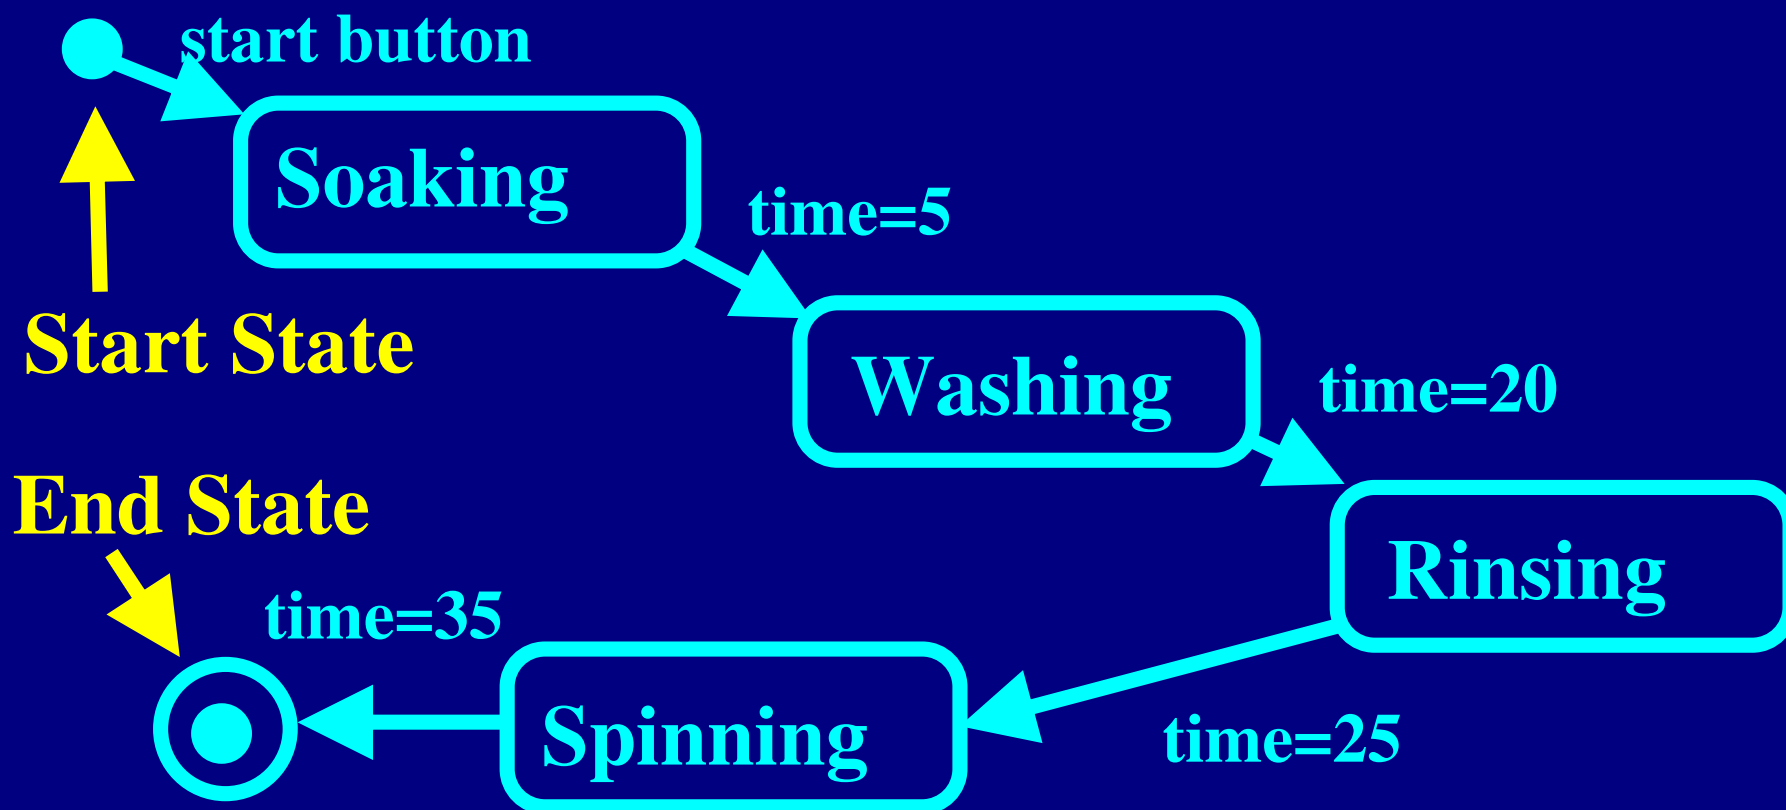 start button
Soaking
time=5
Start State
Washing
time=20
End State
Rinsing
time=35
Spinning
time=25